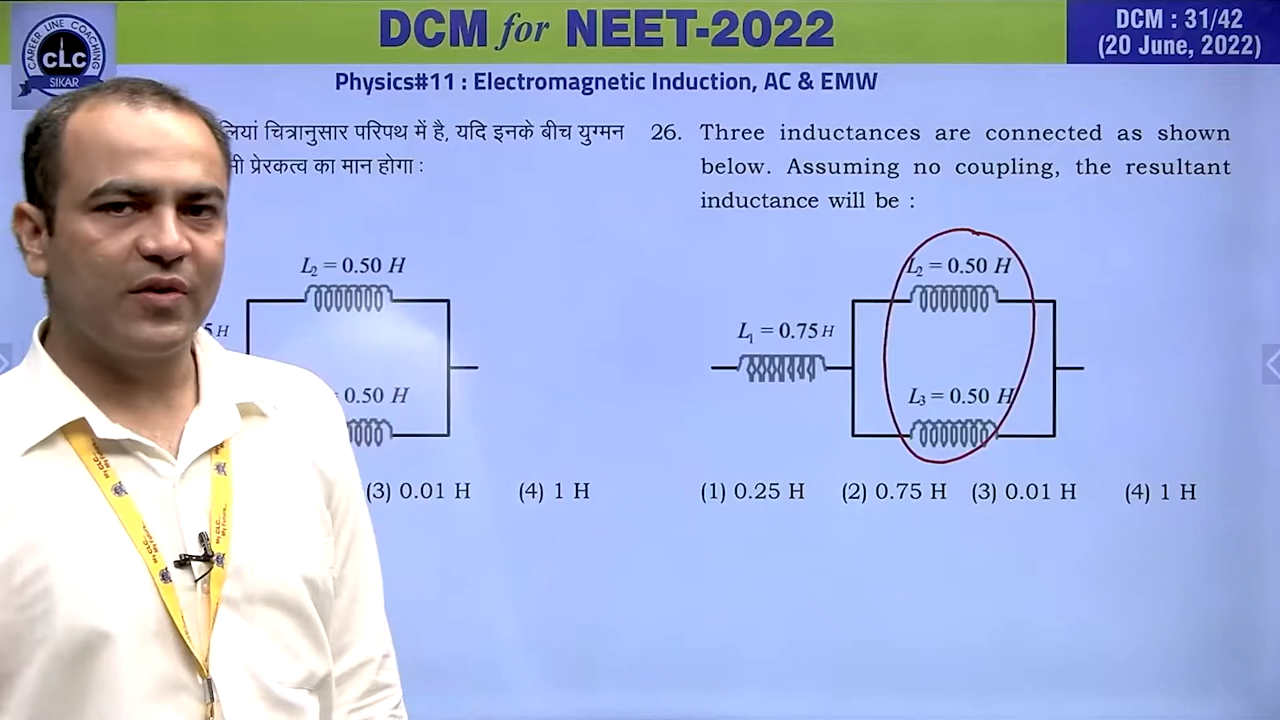 DCM for NEET-2022
DCM : 31/42
(20 June, 2022)
CAREER LINE COACHING
CLC
SIKAR
Physics#11 : Electromagnetic Induction, AC & EMW
चित्रानुसार परिपथ में है, यदि इनके बीच युग्मन
प्रेरकत्व का मान होगा :
L₂ = 0.50 H
0.50 H
(3) 0.01 H (4) 1 H
26. Three inductances are connected as shown
below. Assuming no coupling, the resultant
inductance will be :
L₂ = 0.50 H
L₁ = 0.75 H
L₃ = 0.50 H
(1) 0.25 H (2) 0.75 H (3) 0.01 H (4) 1 H